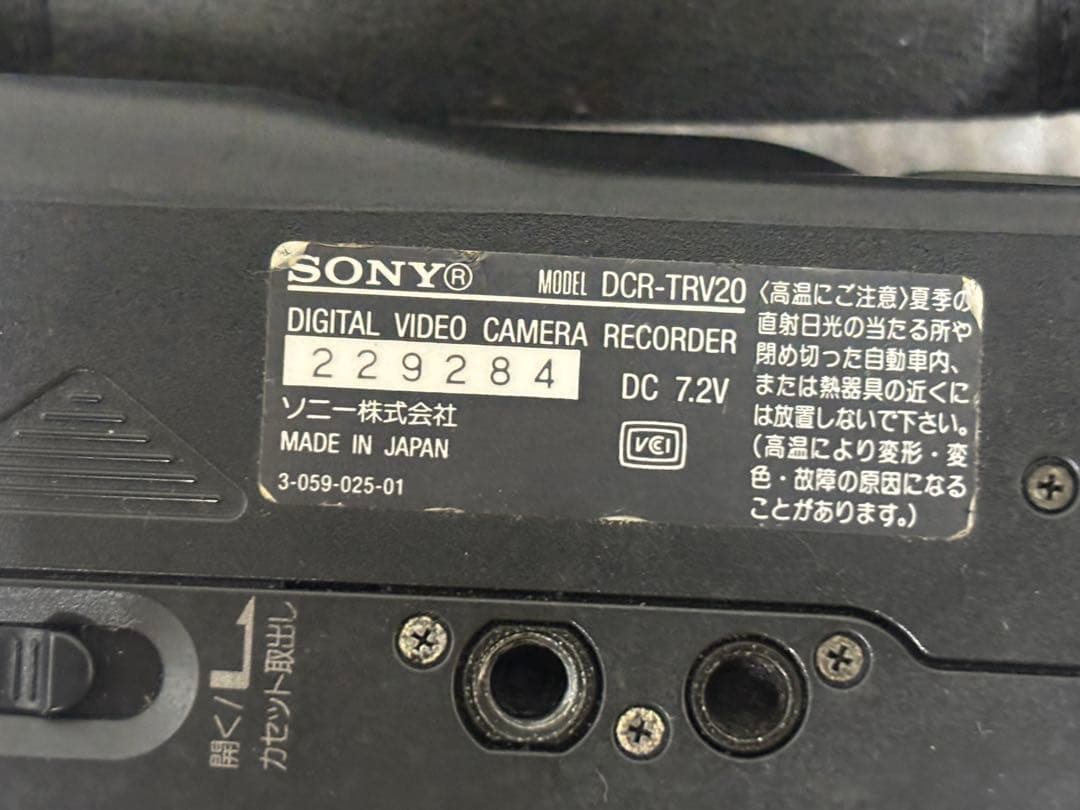 SONY®
MODEL DCR-TRV20
DIGITAL VIDEO CAMERA RECORDER
229284
DC 7.2V
ソニー株式会社
MADE IN JAPAN
VCI
3-059-025-01
〈高温にご注意〉夏季の
直射日光の当たる所や
閉め切った自動車内、
または熱器具の近くに
は放置しないで下さい。
(高温により変形・変
色・故障の原因になる
ことがあります。)
開く/
カセット取出し